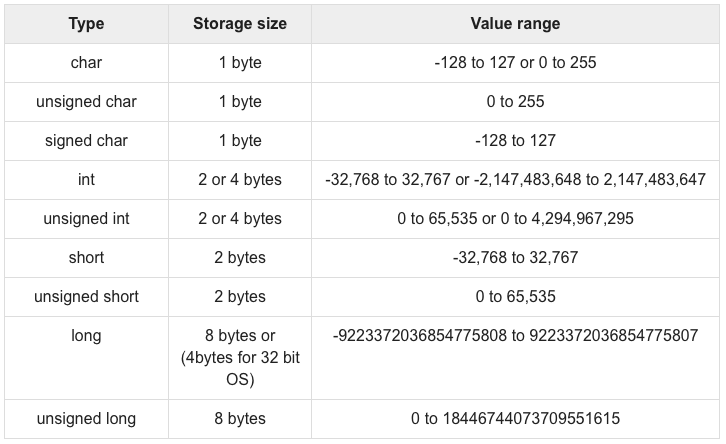 Type Storage size Value range
char 1 byte -128 to 127 or 0 to 255
unsigned char 1 byte 0 to 255
signed char 1 byte -128 to 127
int 2 or 4 bytes -32,768 to 32,767 or -2,147,483,648 to 2,147,483,647
unsigned int 2 or 4 bytes 0 to 65,535 or 0 to 4,294,967,295
short 2 bytes -32,768 to 32,767
unsigned short 2 bytes 0 to 65,535
long 8 bytes or -9223372036854775808 to 9223372036854775807
(4bytes for 32 bit
OS)
unsigned long 8 bytes 0 to 18446744073709551615